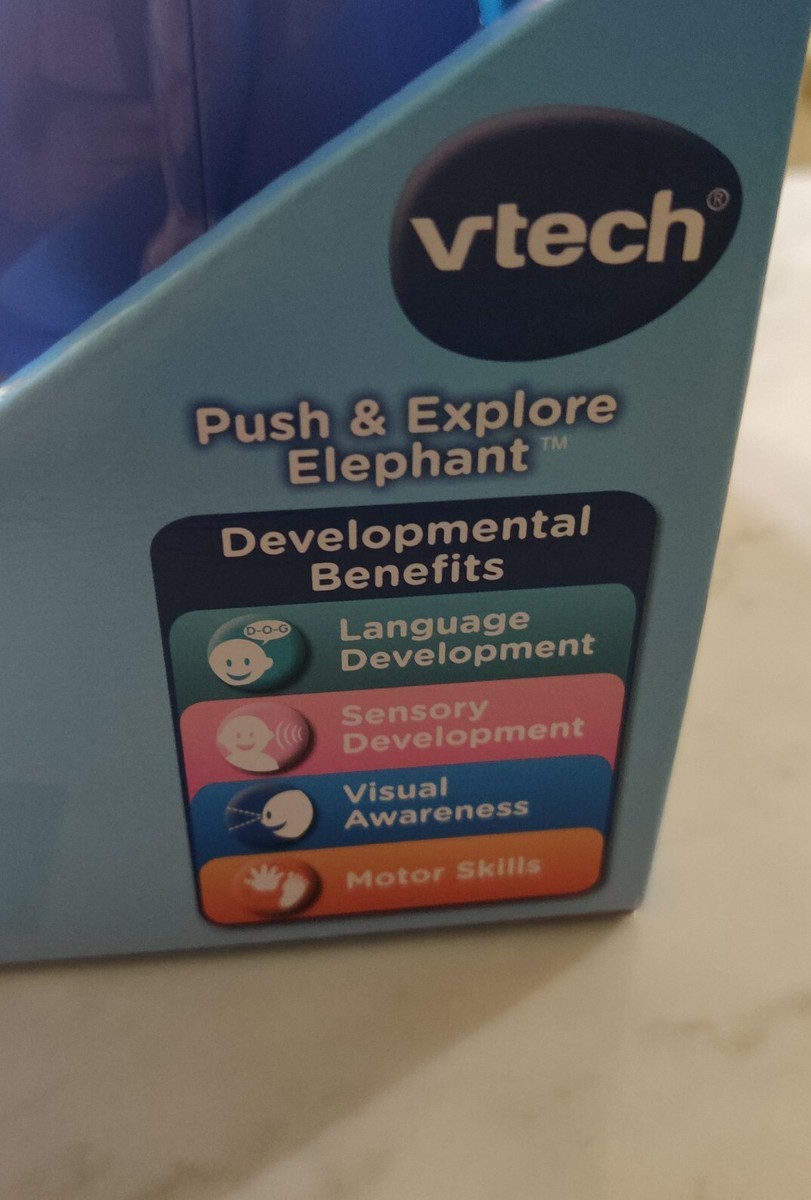 vtech®
Push & Explore
Elephant™
Developmental
Benefits
D-O-G
Language
Development
Sensory
Development
Visual
Awareness
Motor Skills